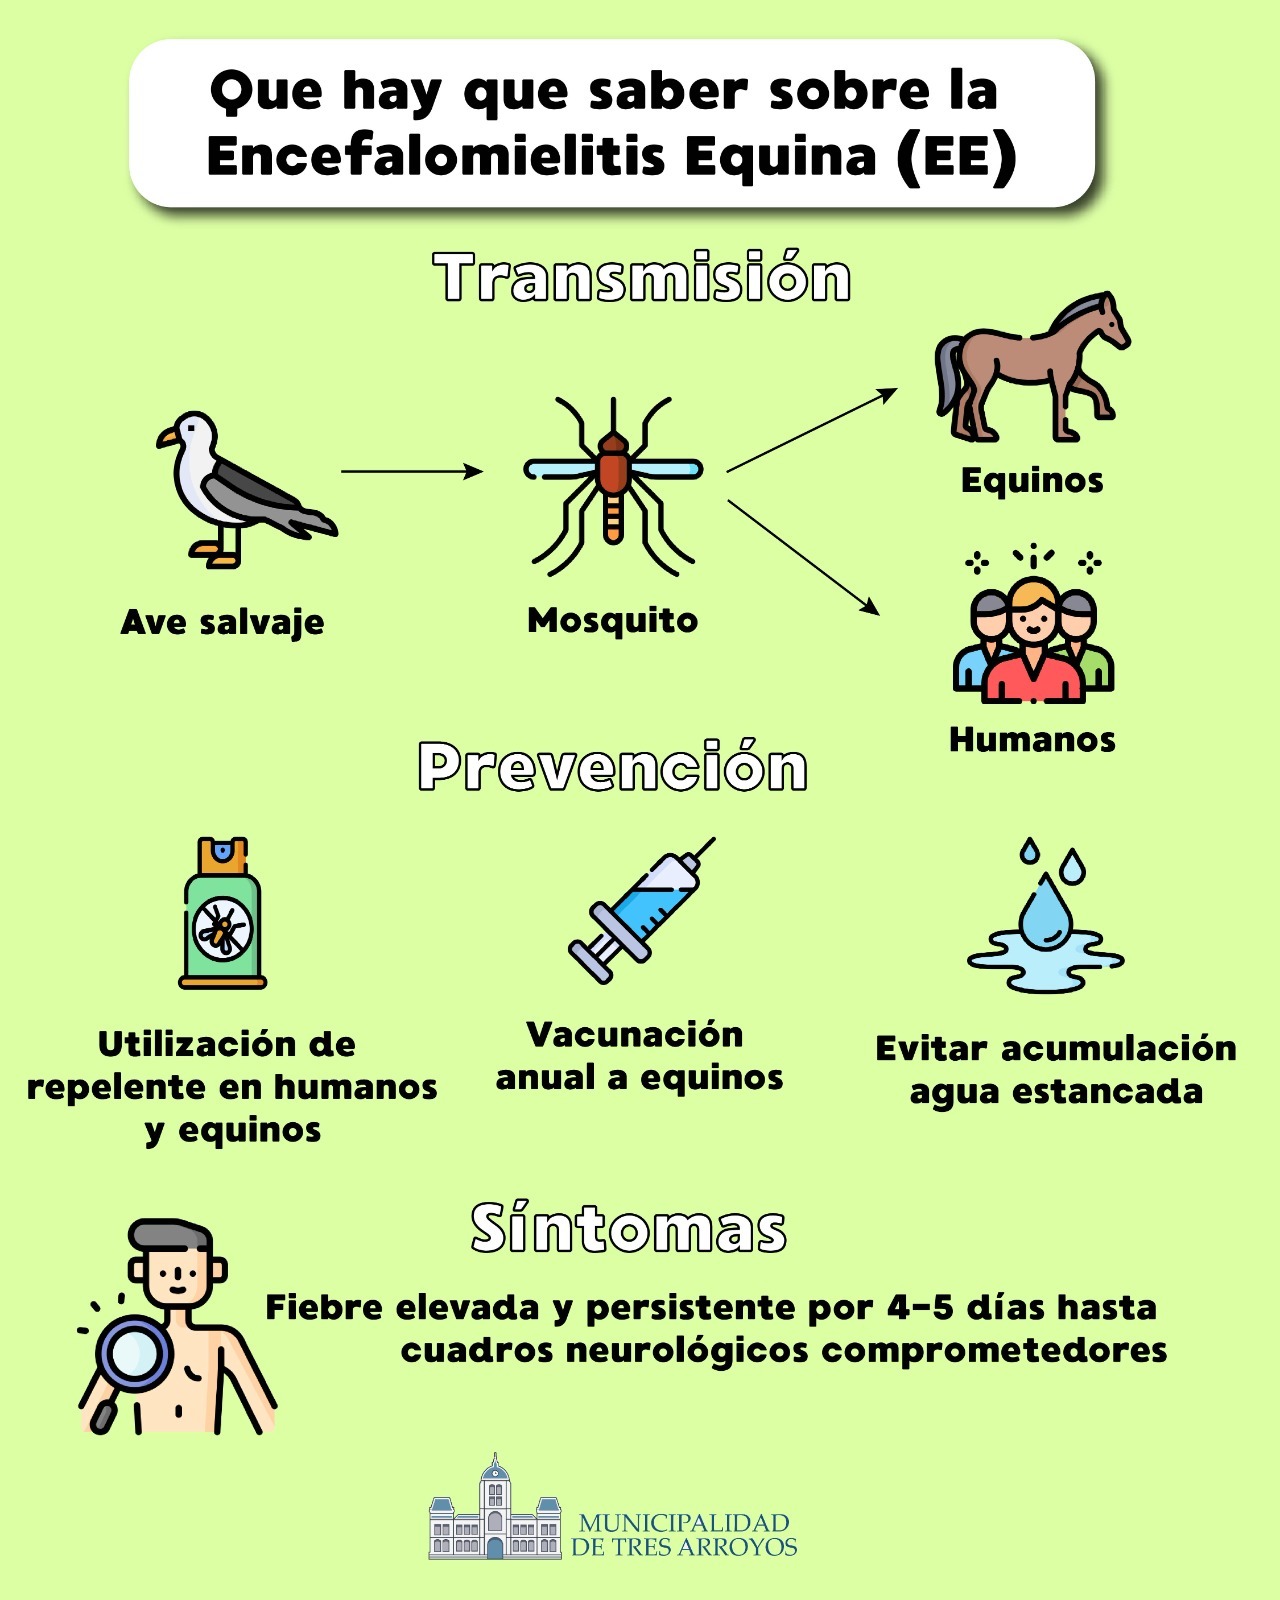 Que hay que saber sobre la
Encefalomielitis Equina (EE)
Transmisión
Equinos
Ave salvaje
Mosquito
Humanos
Prevención
Utilización de
repelente en humanos
y equinos
Vacunación
anual a equinos
Evitar acumulación
agua estancada
Síntomas
Fiebre elevada y persistente por 4-5 días hasta
cuadros neurológicos comprometedores
MUNICIPALIDAD
DE TRES ARROYOS